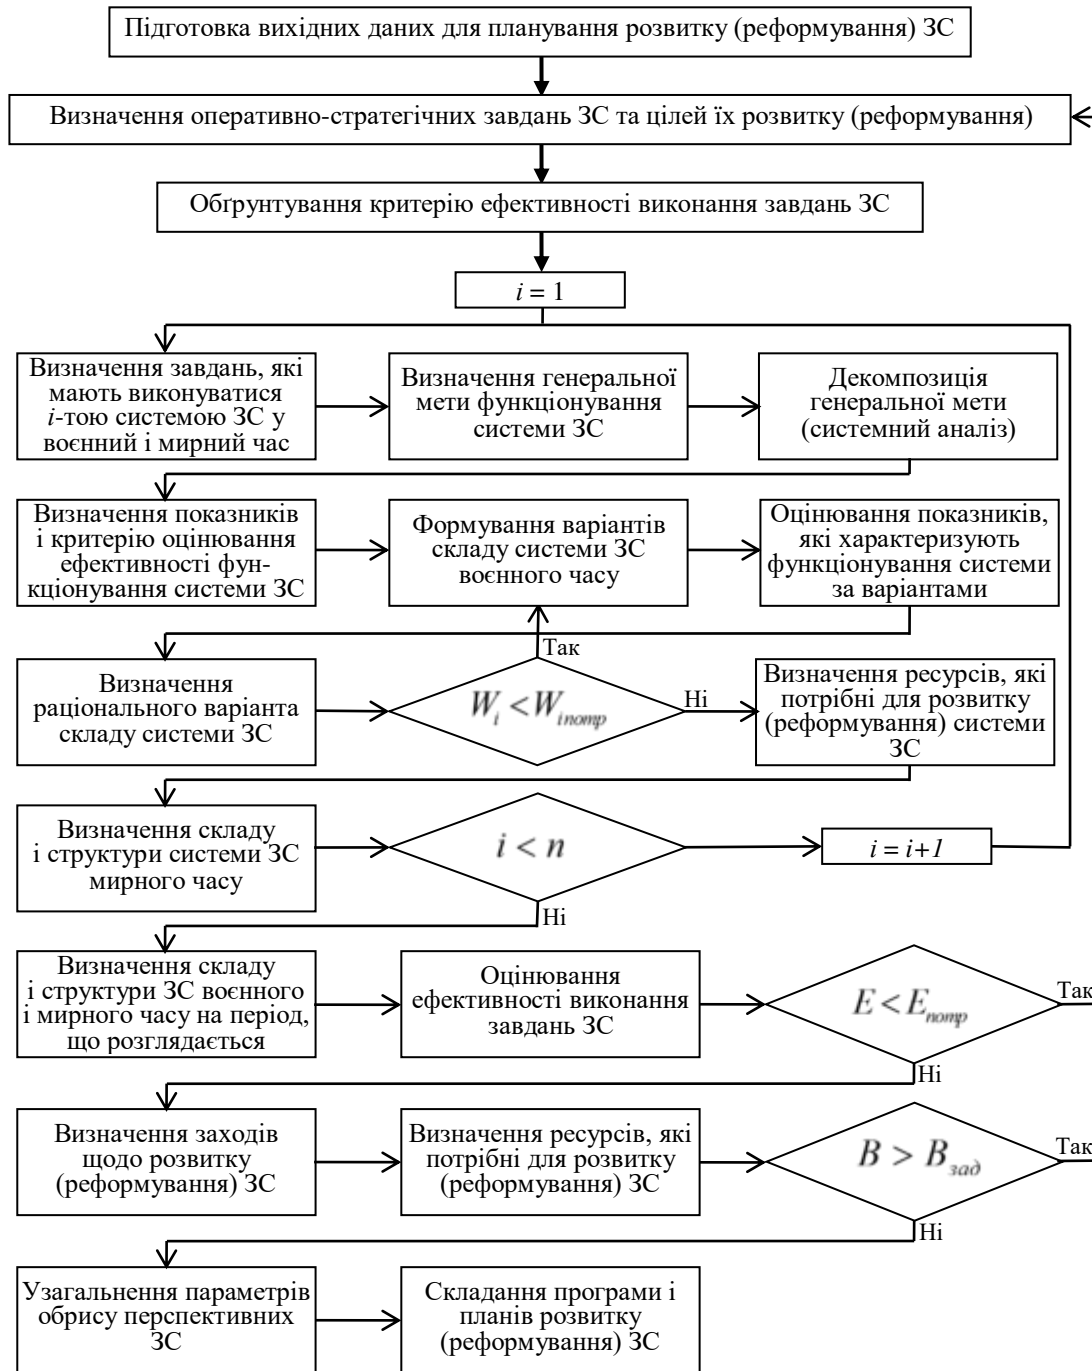 Підготовка вихідних даних для планування розвитку (реформування) ЗС
Визначення оперативно-стратегічних завдань ЗС та цілей їх розвитку (реформування)
Обґрунтування критерію ефективності виконання завдань ЗС
i = 1
Визначення завдань, які
мають виконуватися
i-тою системою ЗС у
воєнний і мирний час
Визначення генеральної
мети функціонування
системи ЗС
Декомпозиція
генеральної мети
(системний аналіз)
Визначення показників
і критерію оцінювання
ефективності фун-
кціонування системи ЗС
Формування варіантів
складу системи ЗС
воєнного часу
Оцінювання показників,
які характеризують
функціонування системи
за варіантами
Визначення
раціонального варіанта
складу системи ЗС
Так
W_i < W_{i потр}
Ні
Визначення ресурсів, які
потрібні для розвитку
(реформування) системи
ЗС
Визначення складу
і структури системи ЗС
мирного часу
i < n
i = i+1
Ні
Визначення складу
і структури ЗС воєнного
і мирного часу на період,
що розглядається
Оцінювання
ефективності виконання
завдань ЗС
E < E_{потр}
Так
Ні
Визначення заходів
щодо розвитку
(реформування) ЗС
Визначення ресурсів, які
потрібні для розвитку
(реформування) ЗС
B > B_{зад}
Так
Ні
Узагальнення параметрів
обрису перспективних
ЗС
Складання програми і
планів розвитку
(реформування) ЗС